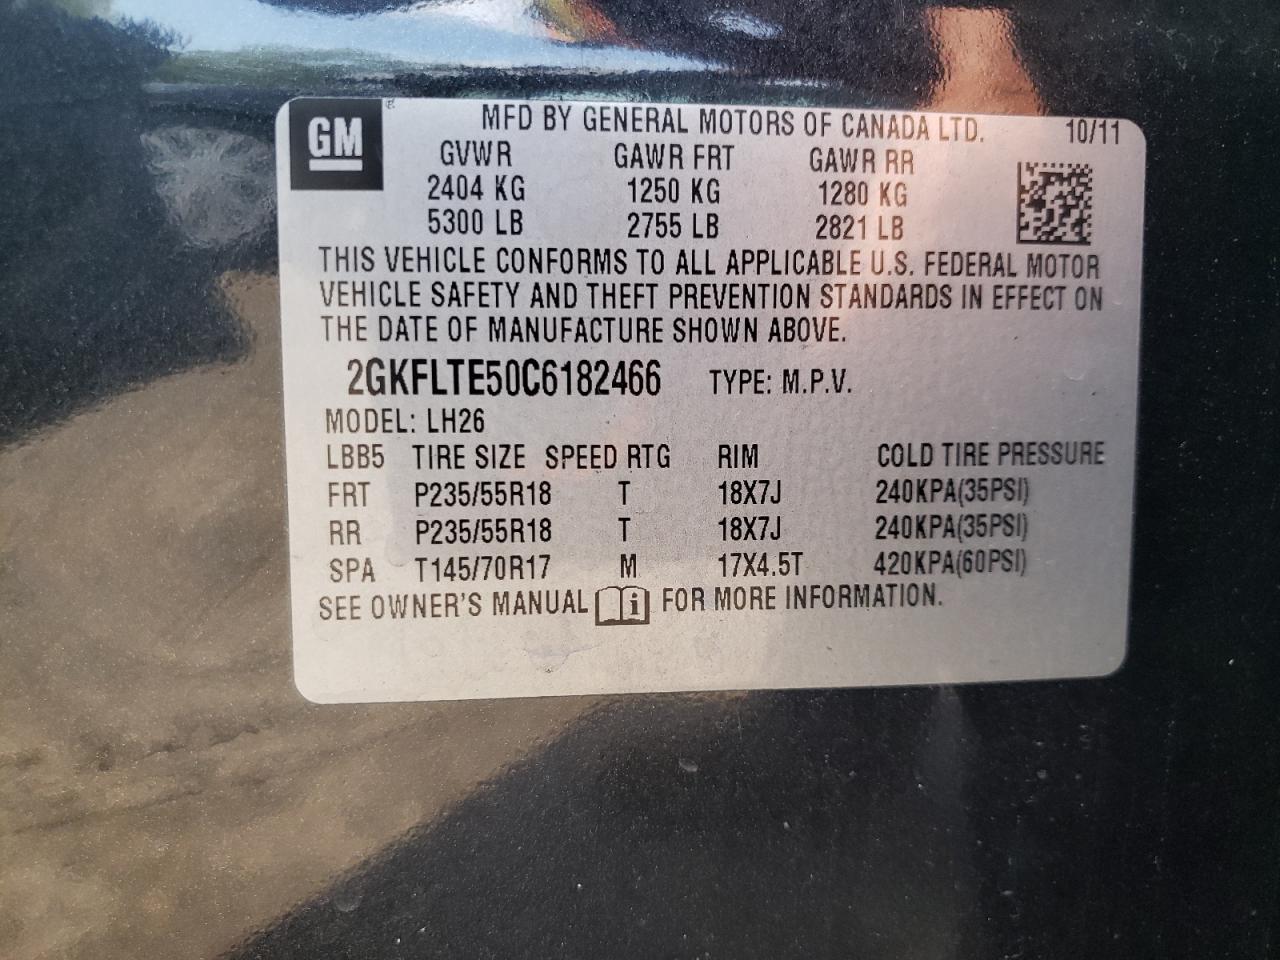 GM
MFD BY GENERAL MOTORS OF CANADA LTD. 10/11
GVWR GAWR FRT GAWR RR
2404 KG 1250 KG 1280 KG
5300 LB 2755 LB 2821 LB
THIS VEHICLE CONFORMS TO ALL APPLICABLE U.S. FEDERAL MOTOR
VEHICLE SAFETY AND THEFT PREVENTION STANDARDS IN EFFECT ON
THE DATE OF MANUFACTURE SHOWN ABOVE.
2GKFLTE50C6182466 TYPE: M.P.V.
MODEL: LH26
LBB5 TIRE SIZE SPEED RTG RIM COLD TIRE PRESSURE
FRT P235/55R18 T 18X7J 240KPA(35PSI)
RR P235/55R18 T 18X7J 240KPA(35PSI)
SPA T145/70R17 M 17X4.5T 420KPA(60PSI)
SEE OWNER'S MANUAL i FOR MORE INFORMATION.